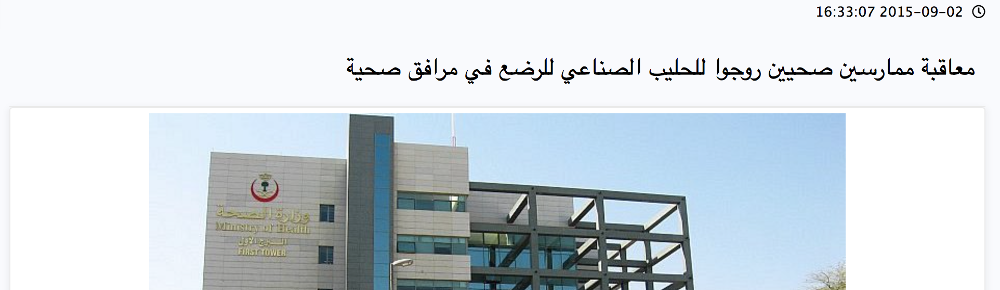 16:33:07 2015-09-02
معاقبة ممارسين صحيين روجوا للحليب الصناعي للرضع في مرافق صحية
وزارة الصحة
Ministry of Health
البرج الأول
FIRST TOWER